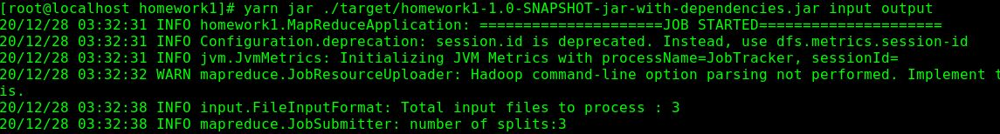 [root@localhost homework1]# yarn jar ./target/homework1-1.0-SNAPSHOT-jar-with-dependencies.jar input output
20/12/28 03:32:31 INFO homework1.MapReduceApplication: =====================JOB STARTED=====================
20/12/28 03:32:31 INFO Configuration.deprecation: session.id is deprecated. Instead, use dfs.metrics.session-id
20/12/28 03:32:31 INFO jvm.JvmMetrics: Initializing JVM Metrics with processName=JobTracker, sessionId=
20/12/28 03:32:32 WARN mapreduce.JobResourceUploader: Hadoop command-line option parsing not performed. Implement t
is.
20/12/28 03:32:38 INFO input.FileInputFormat: Total input files to process : 3
20/12/28 03:32:38 INFO mapreduce.JobSubmitter: number of splits:3